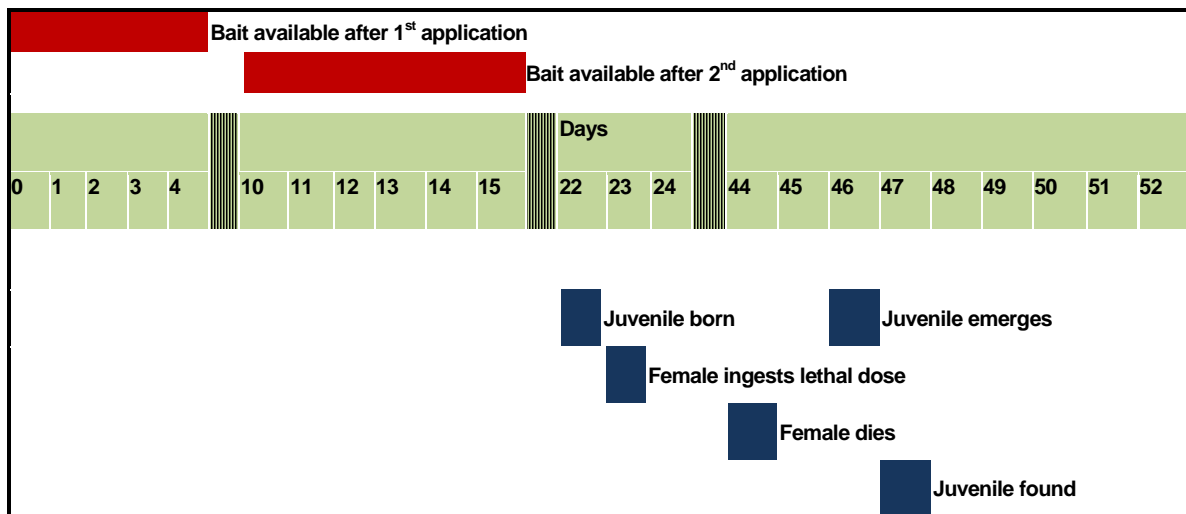 Bait available after 1st application
Bait available after 2nd application
Days
0 1 2 3 4 10 11 12 13 14 15 22 23 24 44 45 46 47 48 49 50 51 52
Juvenile born Juvenile emerges
Female ingests lethal dose
Female dies
Juvenile found